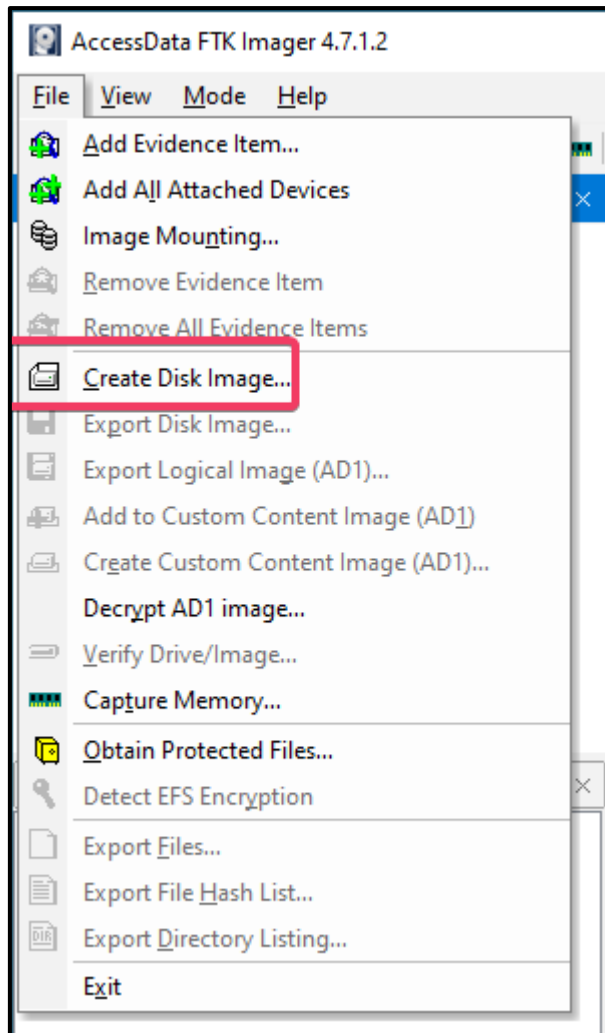 AccessData FTK Imager 4.7.1.2
File View Mode Help
Add Evidence Item...
Add All Attached Devices
Image Mounting...
Remove Evidence Item
Remove All Evidence Items
Create Disk Image...
Export Disk Image...
Export Logical Image (AD1)...
Add to Custom Content Image (AD1)
Create Custom Content Image (AD1)...
Decrypt AD1 image...
Verify Drive/Image...
Capture Memory...
Obtain Protected Files...
Detect EFS Encryption
Export Files...
Export File Hash List...
DIR Export Directory Listing...
Exit